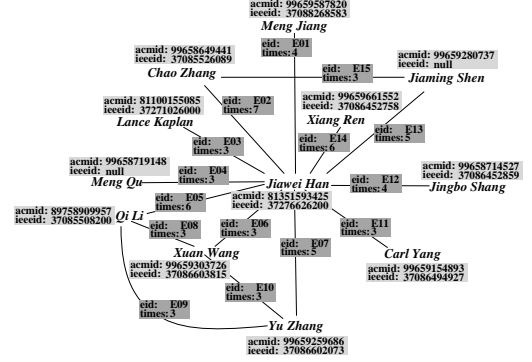 acmid: 99659587820
ieeeid: 37088268583
Meng Jiang
eid: E01
times: 4
acmid: 99658649441
ieeeid: 37085526089
Chao Zhang
eid: E15
times: 3
acmid: 99659280737
ieeeid: null
Jiaming Shen
eid: E02
times: 7
acmid: 81100155085
ieeeid: 37271026000
Lance Kaplan
acmid: 99659661552
ieeeid: 37086452758
Xiang Ren
eid: E13
times: 5
eid: E03
times: 3
eid: E14
times: 6
acmid: 99658719148
ieeeid: null
Meng Qu
eid: E04
times: 3
Jiawei Han
acmid: 81351593425
ieeeid: 37276626200
eid: E12
times: 4
acmid: 99658714527
ieeeid: 37086452859
Jingbo Shang
eid: E05
times: 6
acmid: 89758909957
ieeeid: 37085508200
Qi Li
eid: E08
times: 3
eid: E06
times: 3
eid: E07
times: 5
eid: E11
times: 3
Xuan Wang
acmid: 99659303726
ieeeid: 37086603815
Carl Yang
acmid: 99659154893
ieeeid: 37086494927
eid: E10
times: 3
eid: E09
times: 3
Yu Zhang
acmid: 99659259686
ieeeid: 37086602073